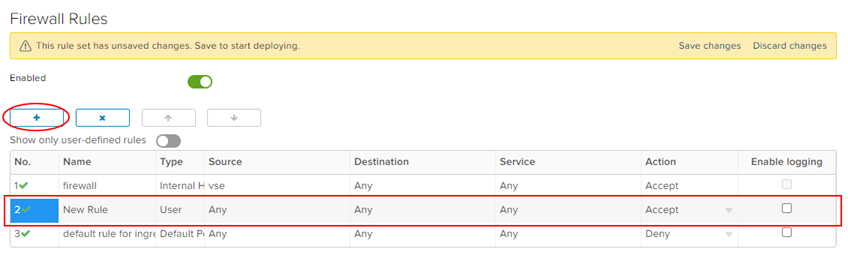 Firewall Rules
This rule set has unsaved changes. Save to start deploying. Save changes Discard changes
Enabled
Show only user-defined rules
No. Name Type Source Destination Service Action Enable logging
1 firewall Internal H vse Any Any Accept
2 New Rule User Any Any Any Accept
3 default rule for ingre Default Po Any Any Any Deny